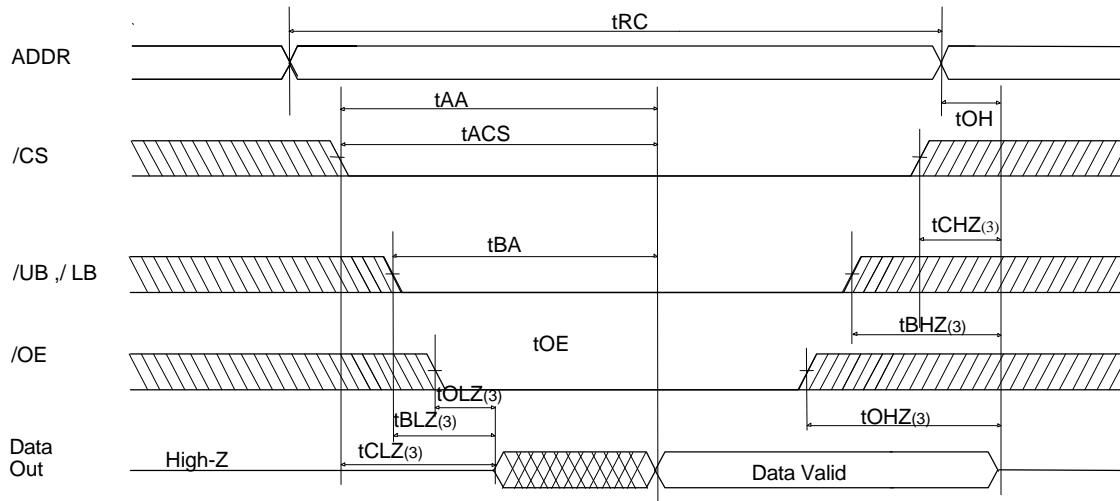 tRC
ADDR
tAA
tOH
tACS
/CS
tCHZ(3)
tBA
/UB ,/ LB
tBHZ(3)
tOE
/OE
tOLZ(3)
tBLZ(3)
tOHZ(3)
tCLZ(3)
Data
Out
High-Z
Data Valid